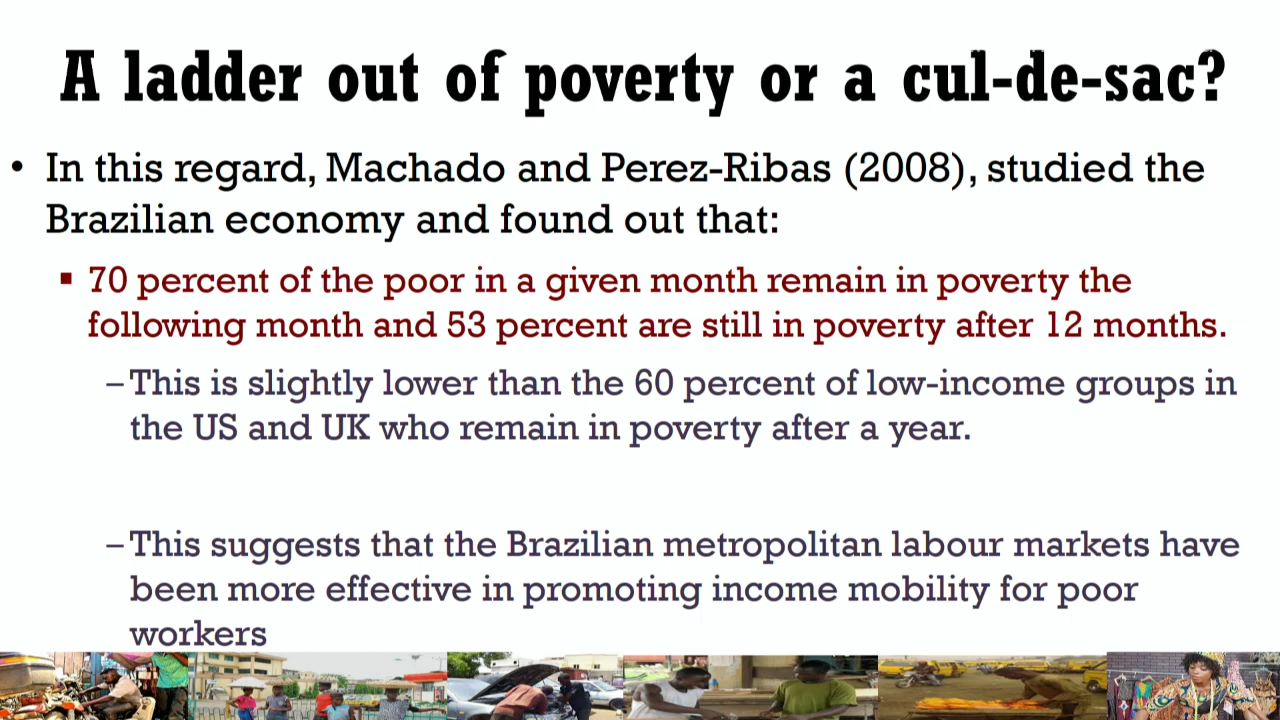 A ladder out of poverty or a cul-de-sac?
• In this regard, Machado and Perez-Ribas (2008), studied the
Brazilian economy and found out that:
▪ 70 percent of the poor in a given month remain in poverty the
following month and 53 percent are still in poverty after 12 months.
–This is slightly lower than the 60 percent of low-income groups in
the US and UK who remain in poverty after a year.
–This suggests that the Brazilian metropolitan labour markets have
been more effective in promoting income mobility for poor
workers